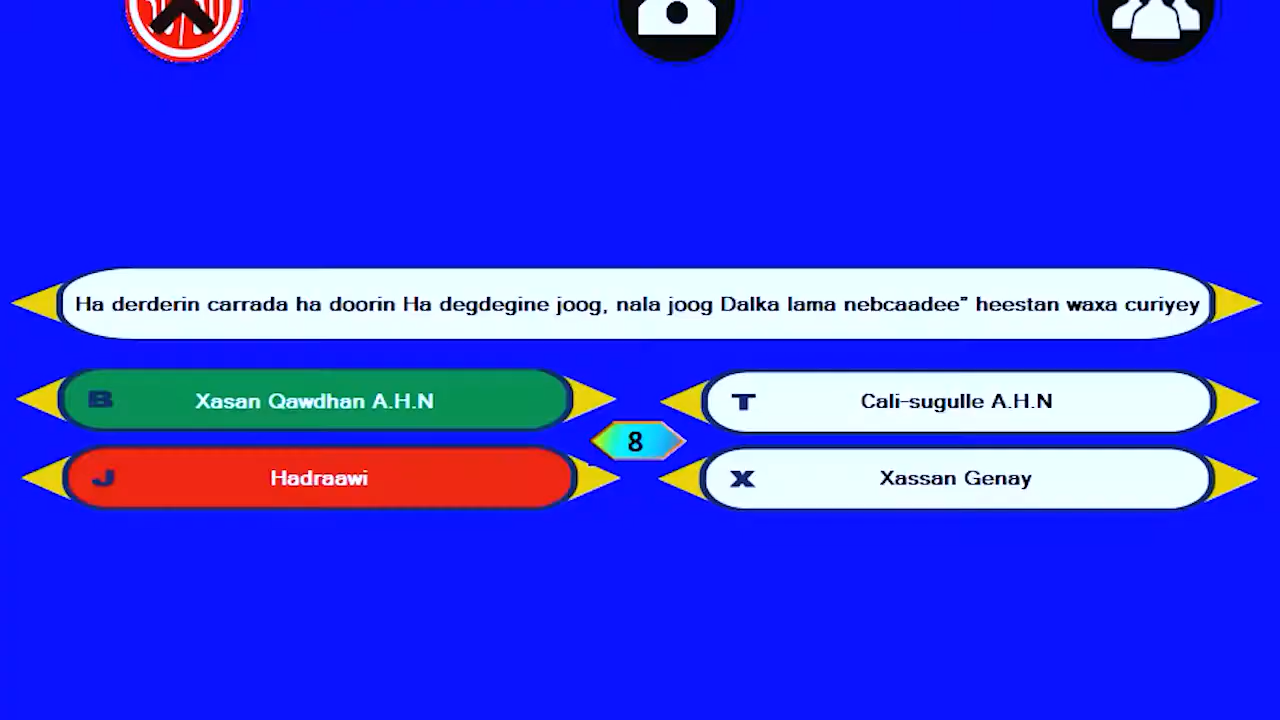 Ha derderin carrada ha doorin Ha degdegine joog, nala joog Dalka lama nebcaadee" heestan waxa curiyey
B Xasan Qawdhan A.H.N
T Cali-sugulle A.H.N
8
J Hadraawi
X Xassan Genay